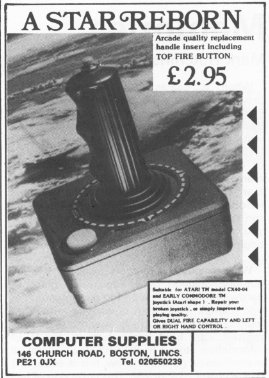 A STAR REBORN
Arcade quality replacement
handle insert including
TOP FIRE BUTTON.
£2.95
Suitable for ATARI TM model CX40-04
and EARLY COMMODORE TM
joystick (Atari shape). Repair your
broken joystick, or simply improve the
playing quality.
Gives DUAL FIRE CAPABILITY AND LEFT
OR RIGHT HAND CONTROL
COMPUTER SUPPLIES
146 CHURCH ROAD, BOSTON, LINCS.
PE21 0JX Tel. 020550239